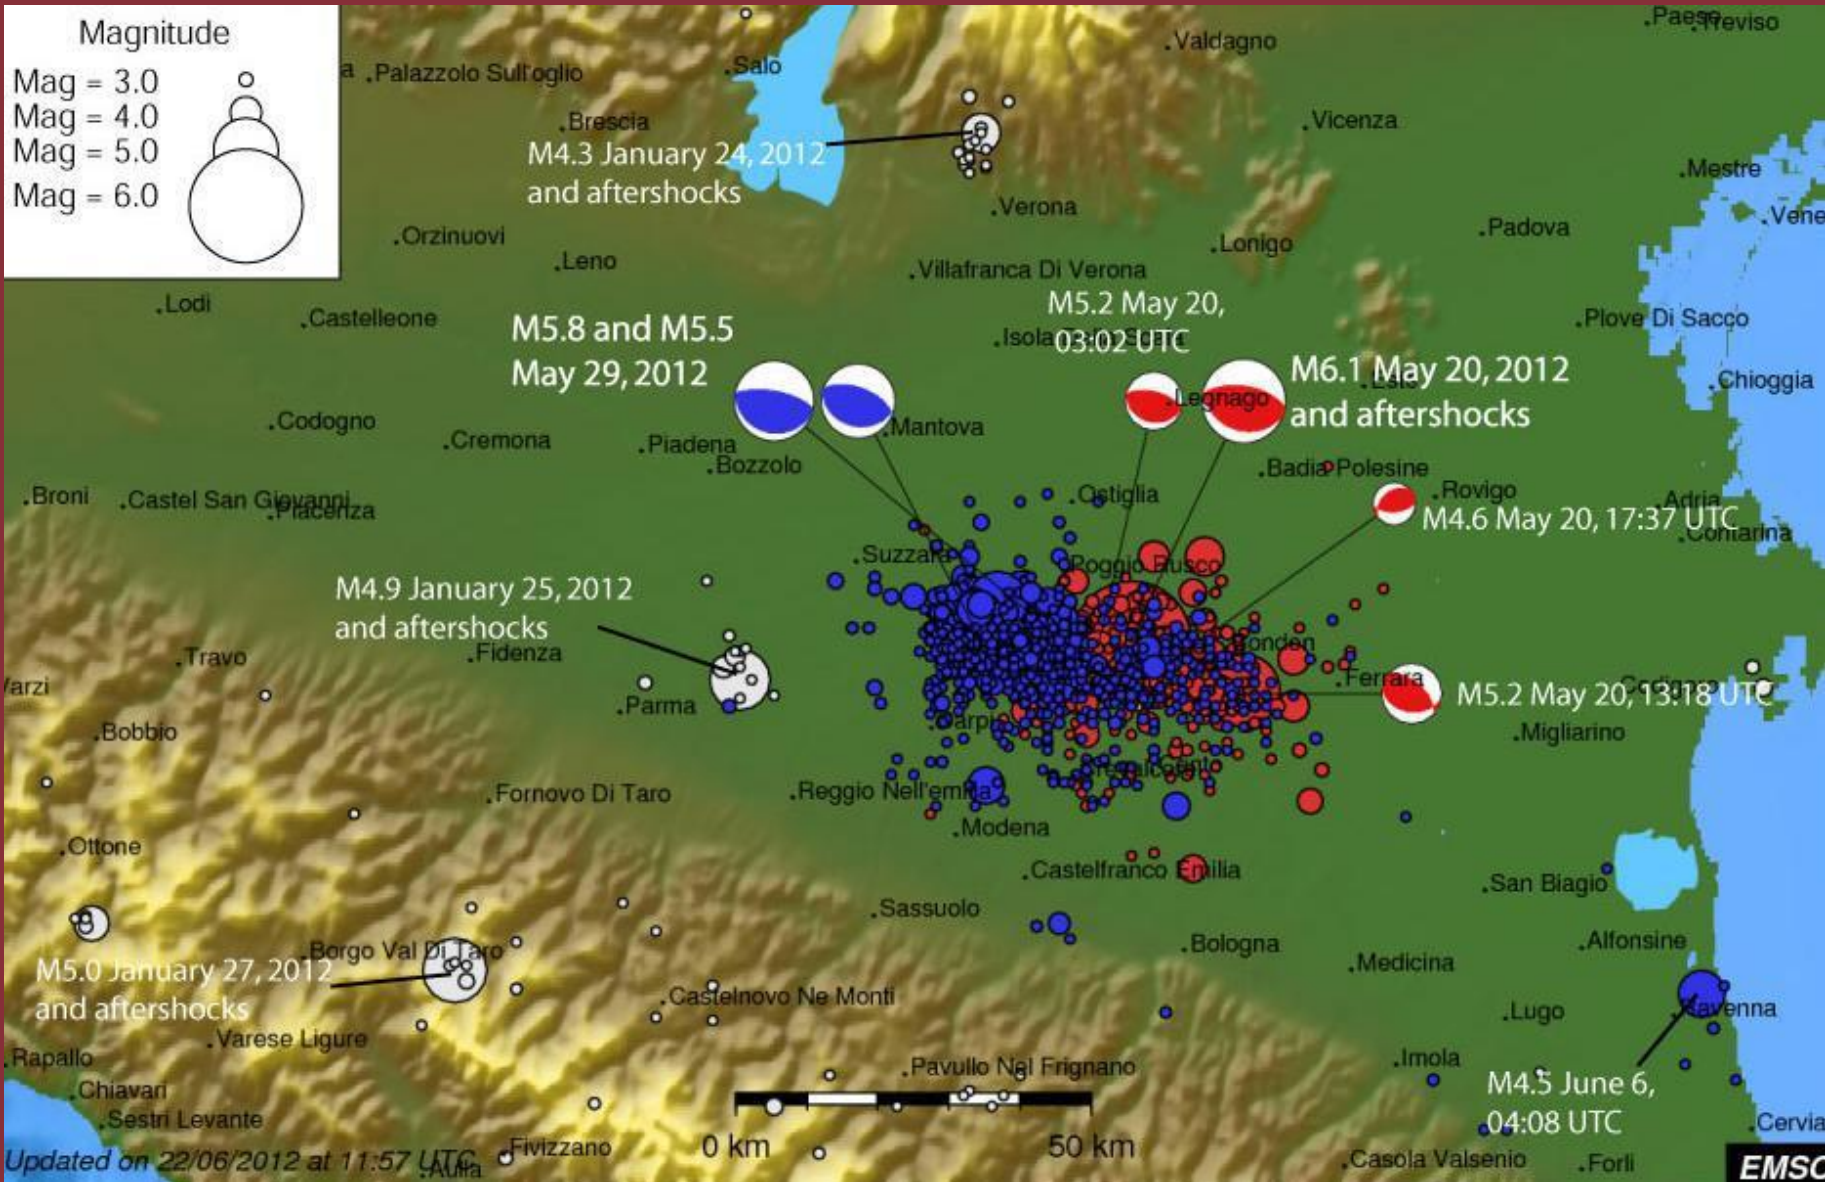 Magnitude
Mag = 3.0
Mag = 4.0
Mag = 5.0
Mag = 6.0
.Paese
.Treviso
.Valdagno
a .Palazzolo Sull'oglio
.Salo
.Brescia
.Vicenza
M4.3 January 24, 2012
and aftershocks
.Mestre
.Verona
.Vene
.Orzinuovi
.Padova
.Lonigo
.Leno
.Villafranca Di Verona
.Lodi
.Castelleone
M5.2 May 20,
03:02 UTC
.Plove Di Sacco
M5.8 and M5.5
May 29, 2012
M6.1 May 20, 2012
and aftershocks
.Chioggia
.Legnago
.Codogno
.Mantova
.Cremona
.Piadena
.Bozzolo
.Badia Polesine
.Broni
.Castel San Giovanni
.Piacenza
.Ostiglia
.Rovigo
.Adria
M4.6 May 20, 17:37 UTC
.Contarina
.Suzzara
.Poggio Rusco
M4.9 January 25, 2012
and aftershocks
.Travo
.Fidenza
.Ferrara
Varzi
.Parma
M5.2 May 20, 13:18 UTC
.Bobbio
.Migliarino
.Fornovo Di Taro
.Reggio Nell'emilia
.Modena
.Ottone
.Castelfranco Emilia
.San Biagio
.Sassuolo
.Bologna
.Alfonsine
.Borgo Val Di Taro
M5.0 January 27, 2012
and aftershocks
.Medicina
.Castelnovo Ne Monti
.Lugo
.Ravenna
.Varese Ligure
.Rapallo
.Pavullo Nel Frignano
.Imola
.Chiavari
M4.5 June 6,
04:08 UTC
.Sestri Levante
.Cervia
0 km
50 km
.Fivizzano
Updated on 22/06/2012 at 11:57 UTC
.Aulla
.Casola Valsenio
.Forli
EMSC